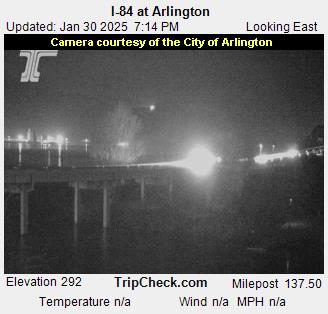 I-84 at Arlington
Updated: Jan 30 2025 7:14 PM Looking East
Camera courtesy of the City of Arlington
Elevation 292 TripCheck.com Milepost 137.50
Temperature n/a Wind n/a MPH n/a